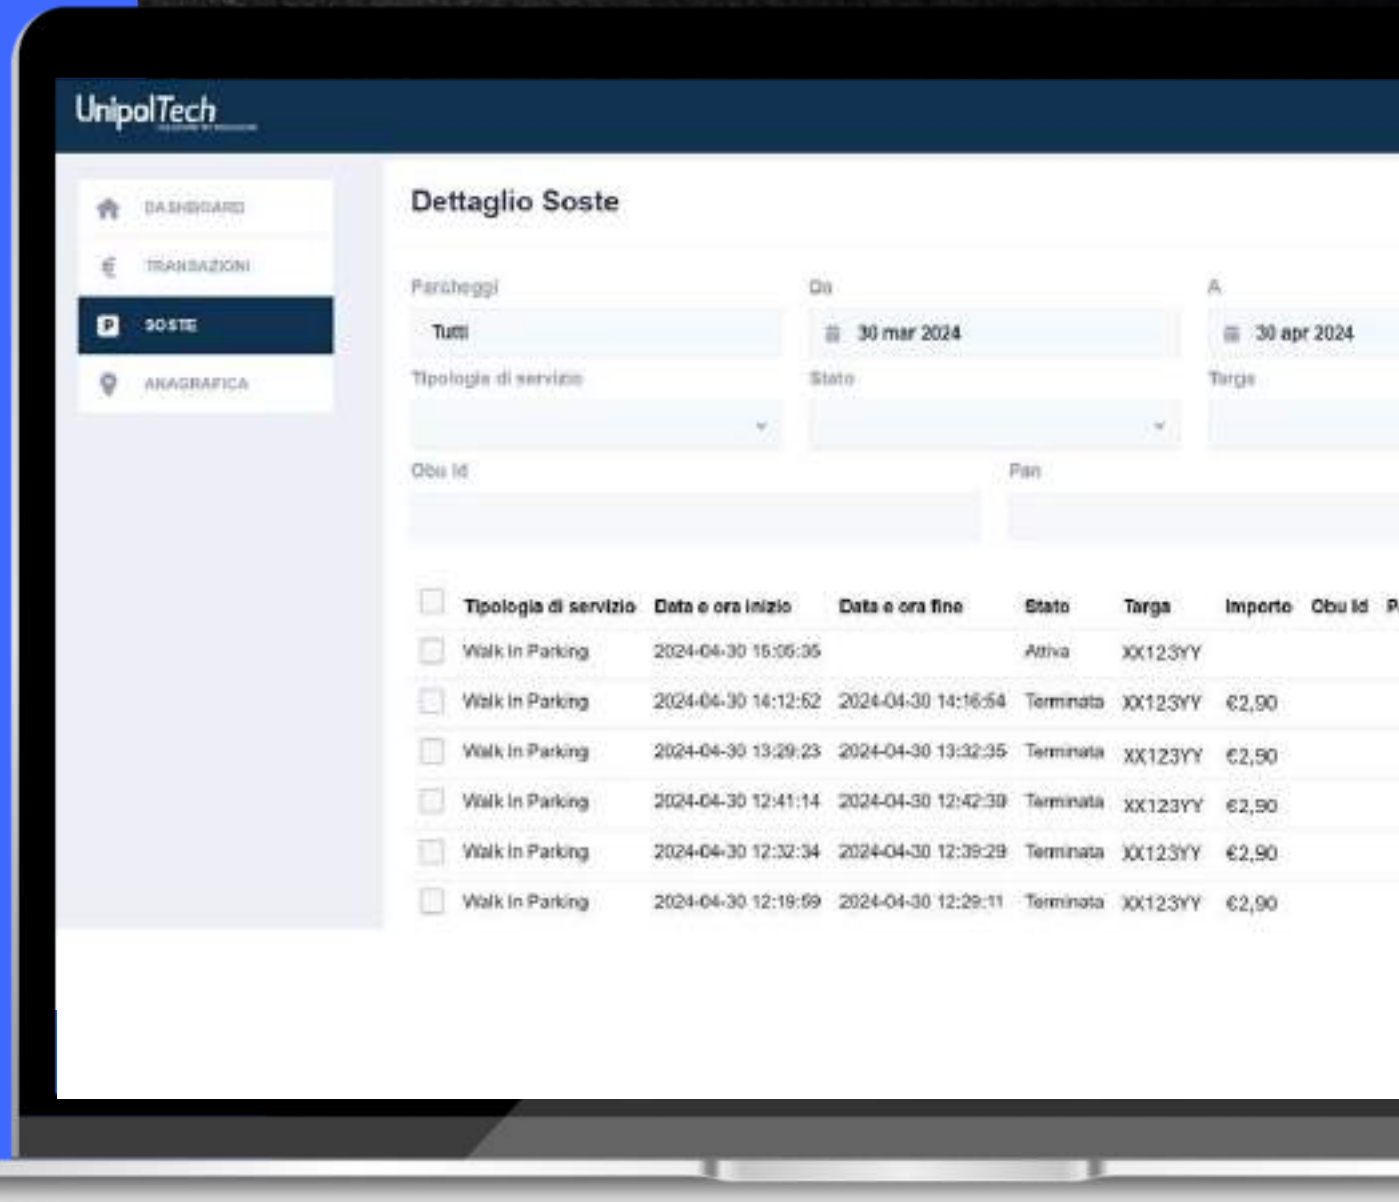 UnipolTech
DASHBOARD
TRANSAZIONI
SOSTE
ANAGRAFICA
Dettaglio Soste
Parcheggi Da A
Tutti 30 mar 2024 30 apr 2024
Tipologia di servizio Stato Targa
Obu Id Pan
Tipologia di servizio Data e ora inizio Data e ora fine Stato Targa Importo Obu Id
Walk In Parking 2024-04-30 15:05:35 Attiva XX123YY
Walk In Parking 2024-04-30 14:12:52 2024-04-30 14:16:54 Terminata XX123YY €2,90
Walk In Parking 2024-04-30 13:29:23 2024-04-30 13:32:35 Terminata XX123YY €2,90
Walk In Parking 2024-04-30 12:41:14 2024-04-30 12:42:39 Terminata XX123YY €2,90
Walk In Parking 2024-04-30 12:32:34 2024-04-30 12:39:29 Terminata XX123YY €2,90
Walk In Parking 2024-04-30 12:19:59 2024-04-30 12:29:11 Terminata XX123YY €2,90